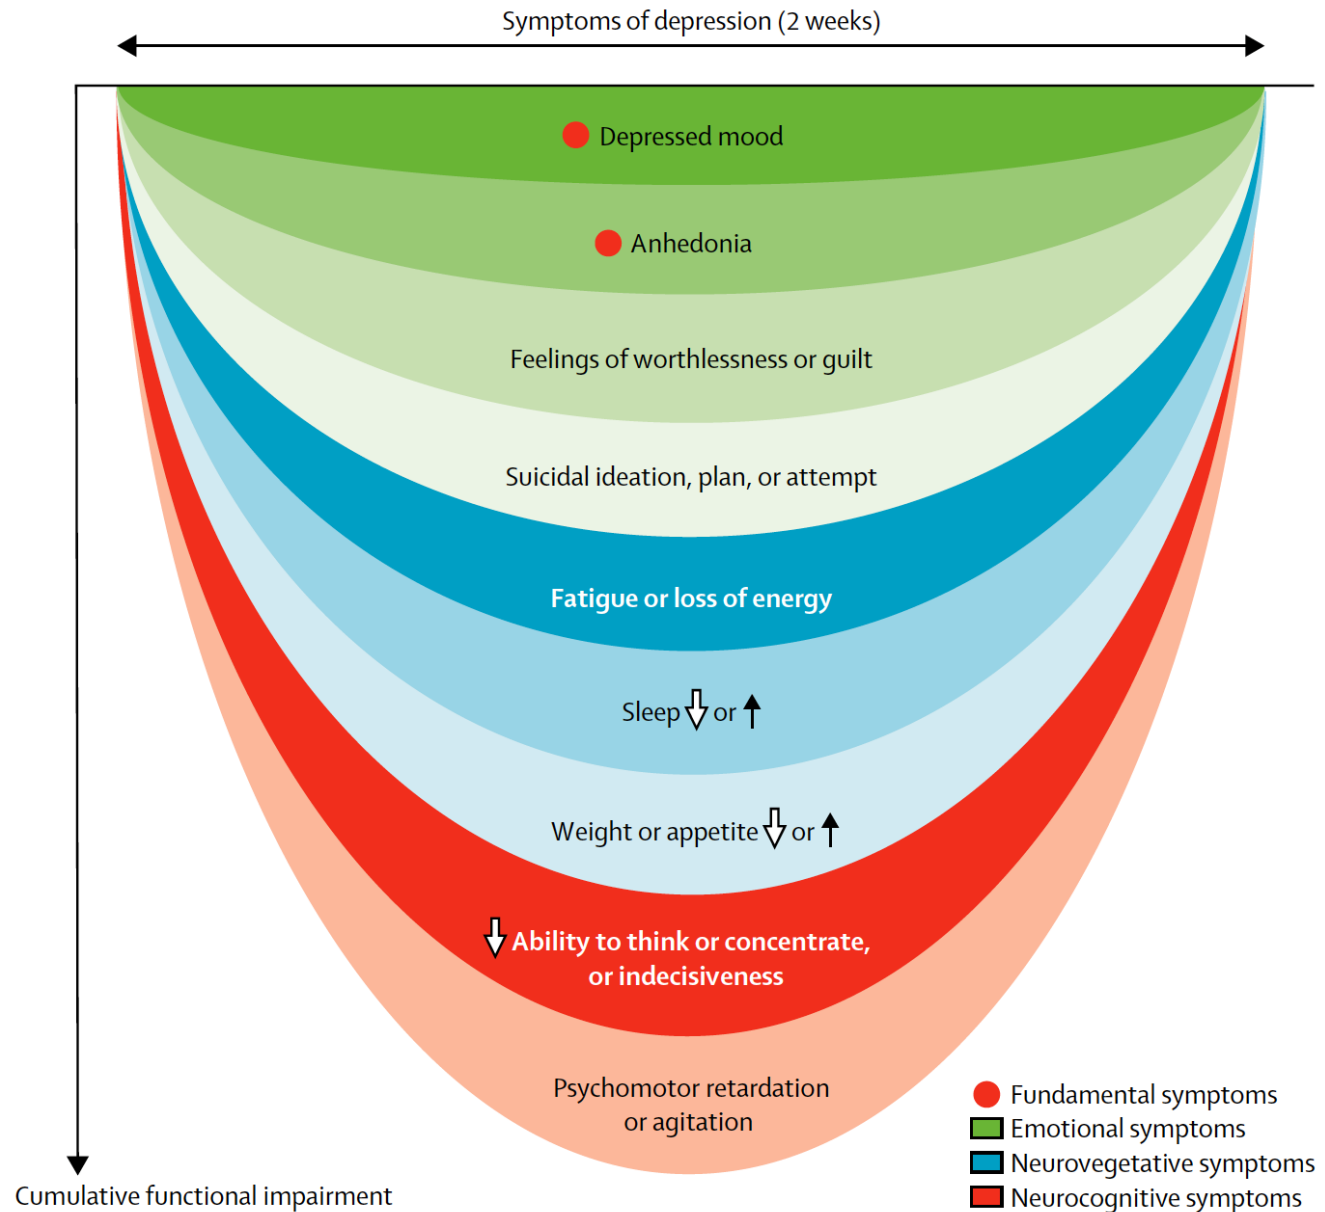 Symptoms of depression (2 weeks)
Depressed mood
Anhedonia
Feelings of worthlessness or guilt
Suicidal ideation, plan, or attempt
Fatigue or loss of energy
Sleep ⇩ or ↑
Weight or appetite ⇩ or ↑
⇩ Ability to think or concentrate,
or indecisiveness
Psychomotor retardation
or agitation
Fundamental symptoms
Emotional symptoms
Neurovegetative symptoms
Neurocognitive symptoms
Cumulative functional impairment